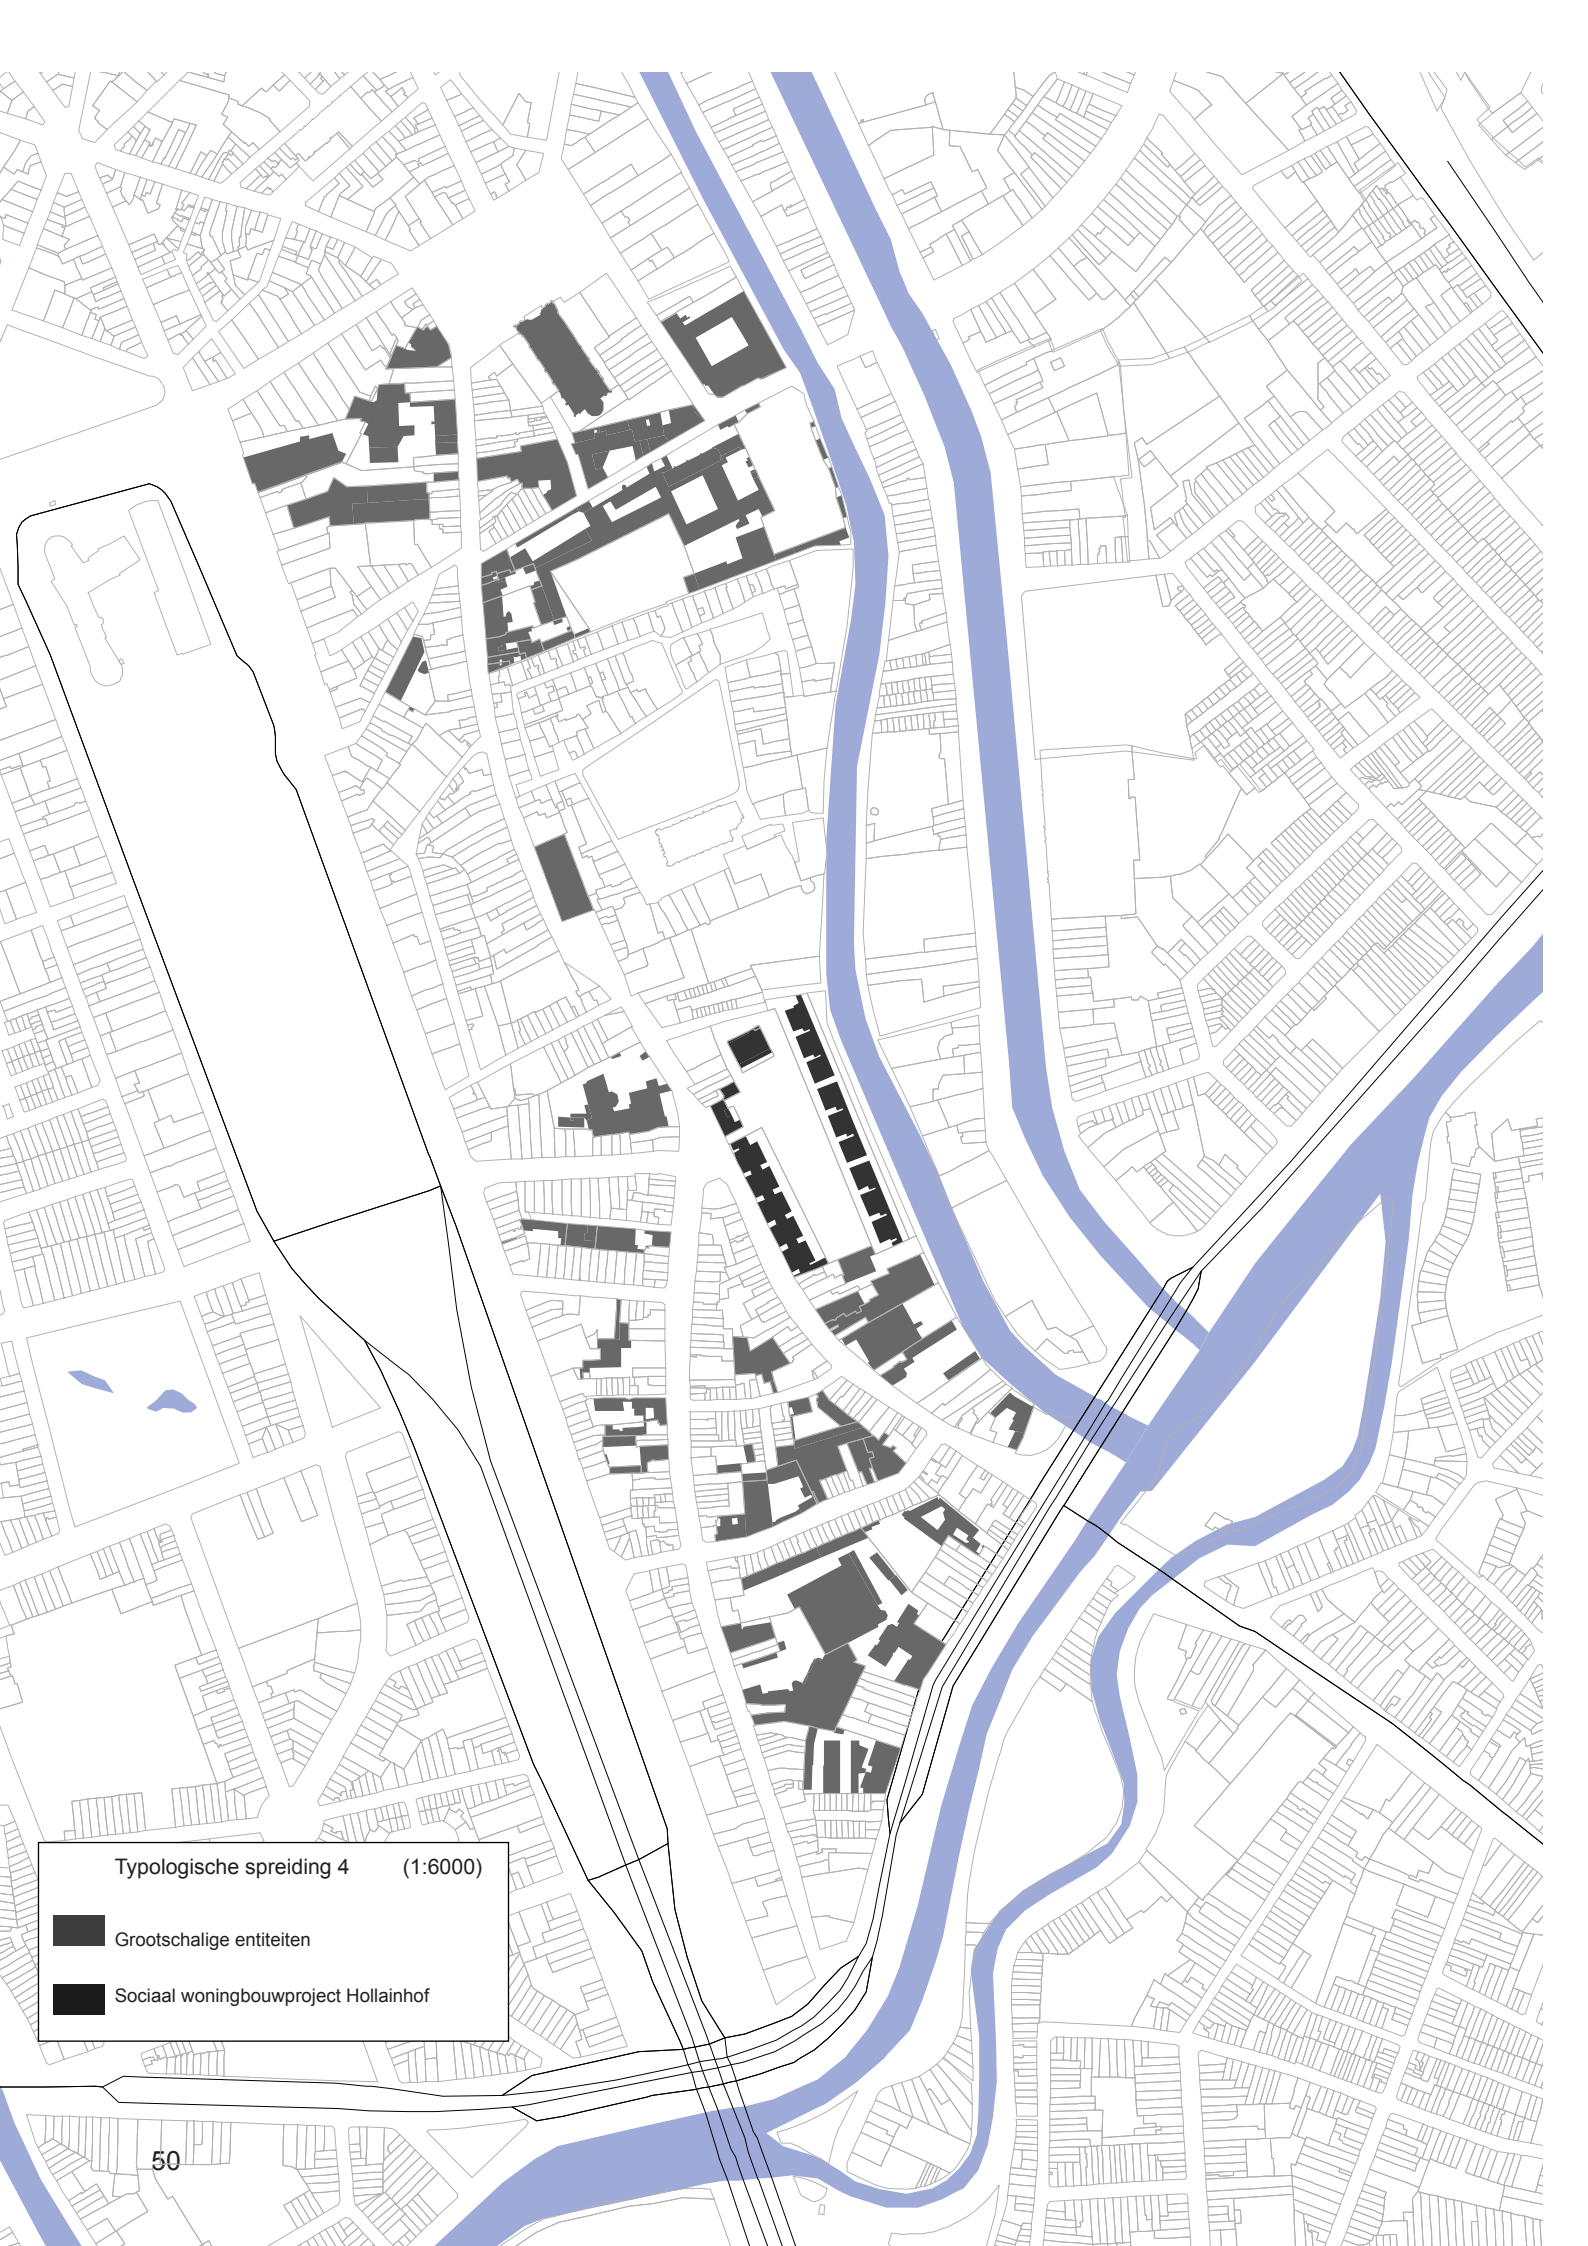 Typologische spreiding 4 (1:6000)
Grootschalige entiteiten
Sociaal woningbouwproject Hollainhof
50